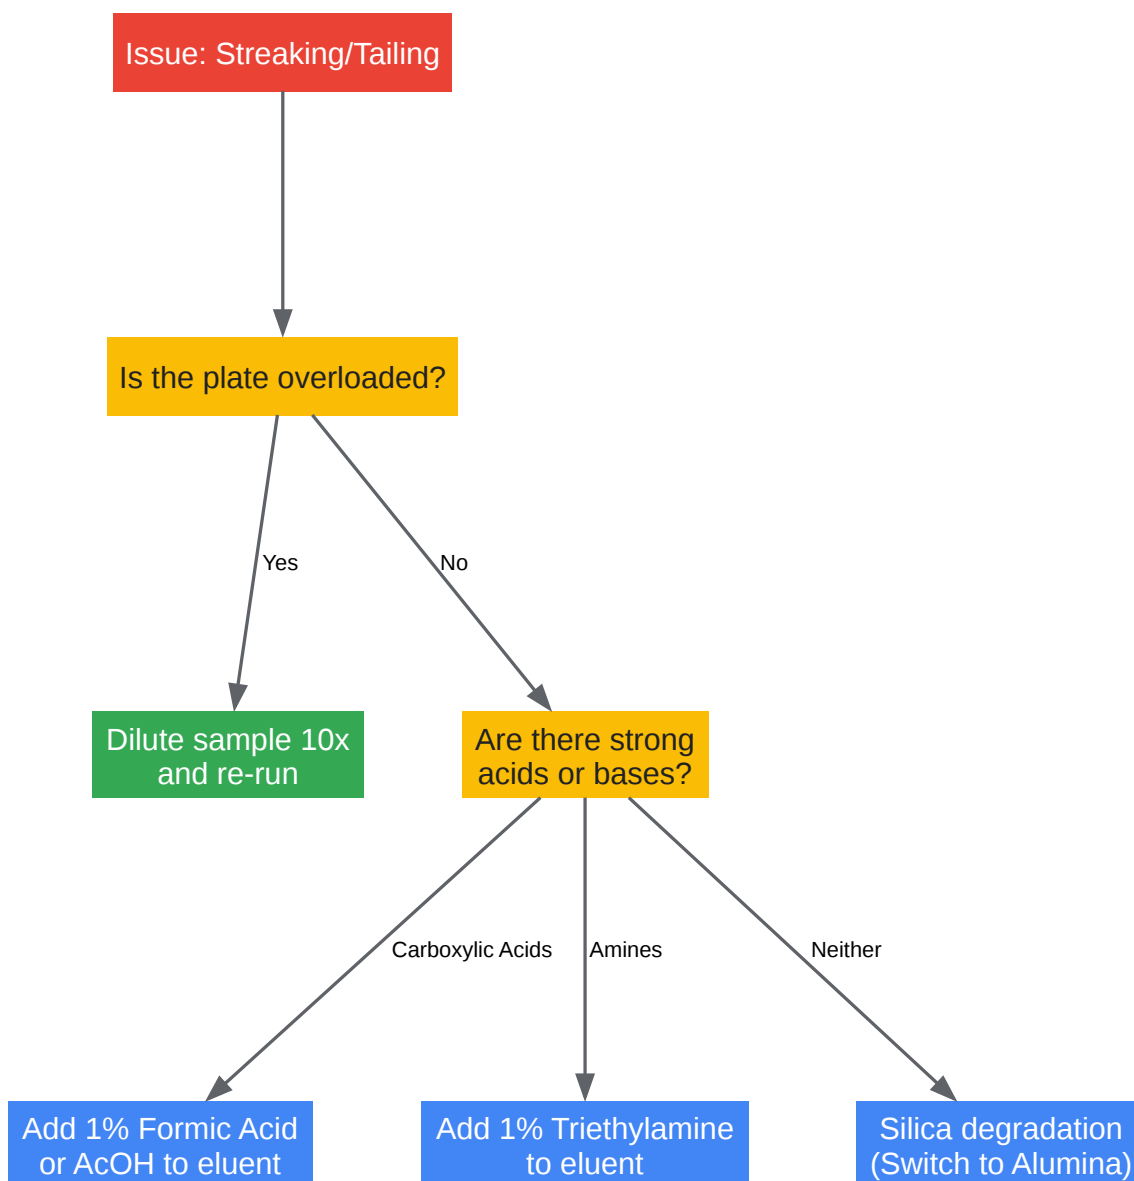 Issue: Streaking/Tailing
Is the plate overloaded?
Yes
No
Dilute sample 10x
and re-run
Are there strong
acids or bases?
Carboxylic Acids
Amines
Neither
Add 1% Formic Acid
or AcOH to eluent
Add 1% Triethylamine
to eluent
Silica degradation
(Switch to Alumina)